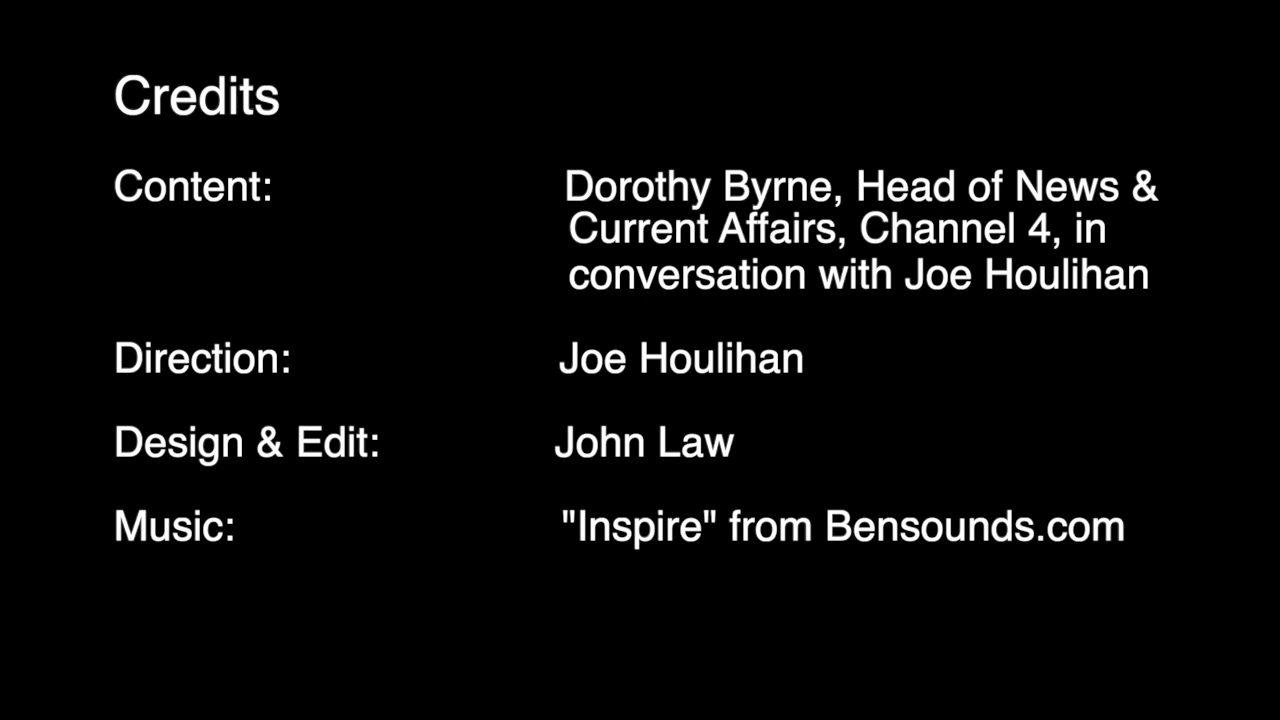 Credits
Content: Dorothy Byrne, Head of News &
Current Affairs, Channel 4, in
conversation with Joe Houlihan
Direction: Joe Houlihan
Design & Edit: John Law
Music: "Inspire" from Bensounds.com